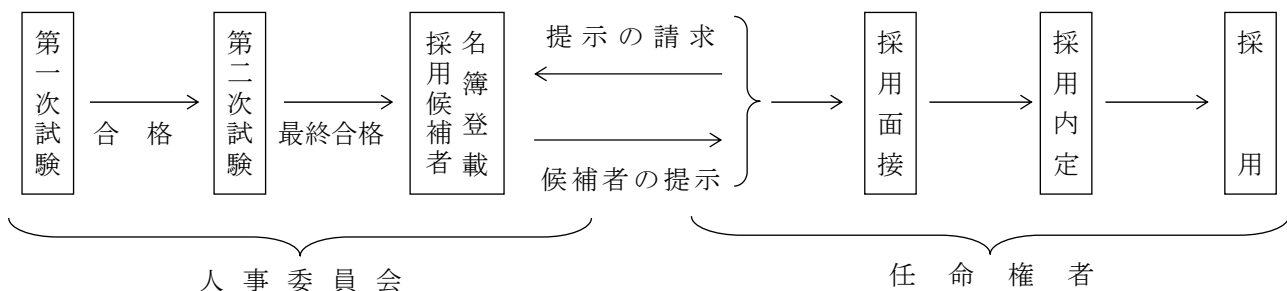 第一次試験
合格
第二次試験
最終合格
採用候補者
名簿登載
提示の請求
候補者の提示
採用面接
採用内定
採用
人事委員会
任命権者